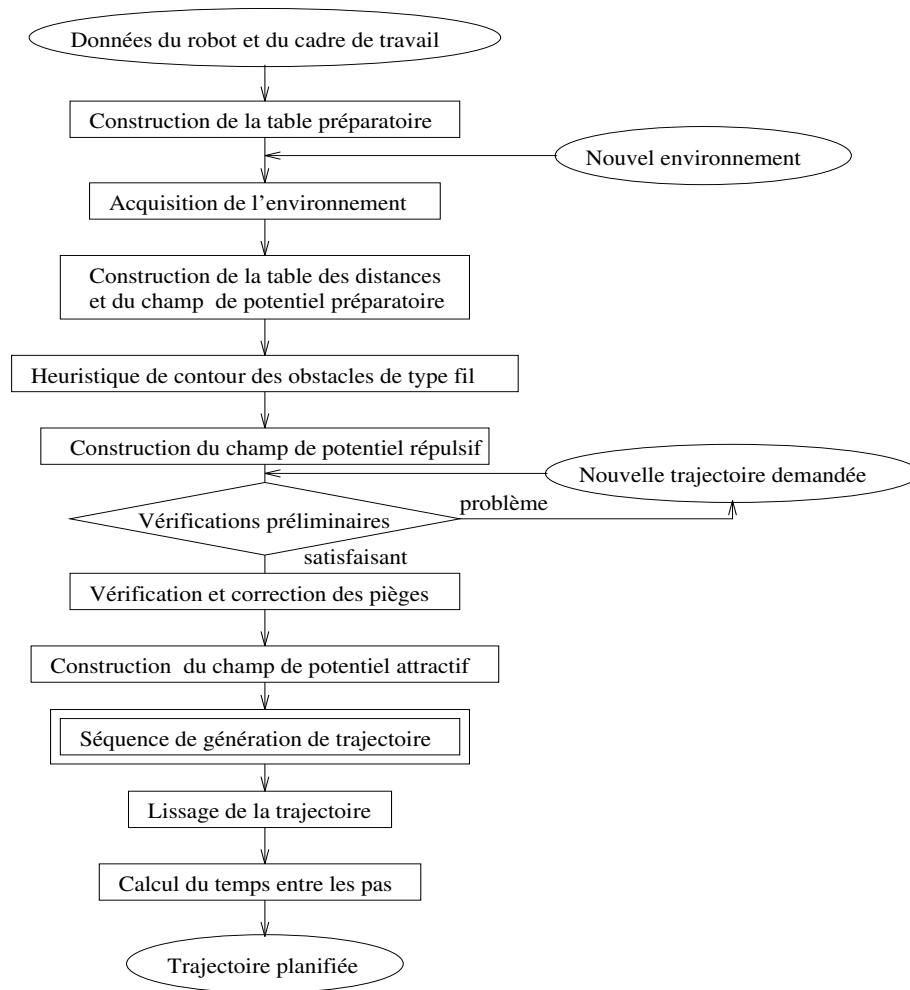 Données du robot et du cadre de travail
Construction de la table préparatoire
Nouvel environnement
Acquisition de l'environnement
Construction de la table des distances
et du champ de potentiel préparatoire
Heuristique de contour des obstacles de type fil
Construction du champ de potentiel répulsif
Nouvelle trajectoire demandée
problème
Vérifications préliminaires
satisfaisant
Vérification et correction des pièges
Construction du champ de potentiel attractif
Séquence de génération de trajectoire
Lissage de la trajectoire
Calcul du temps entre les pas
Trajectoire planifiée